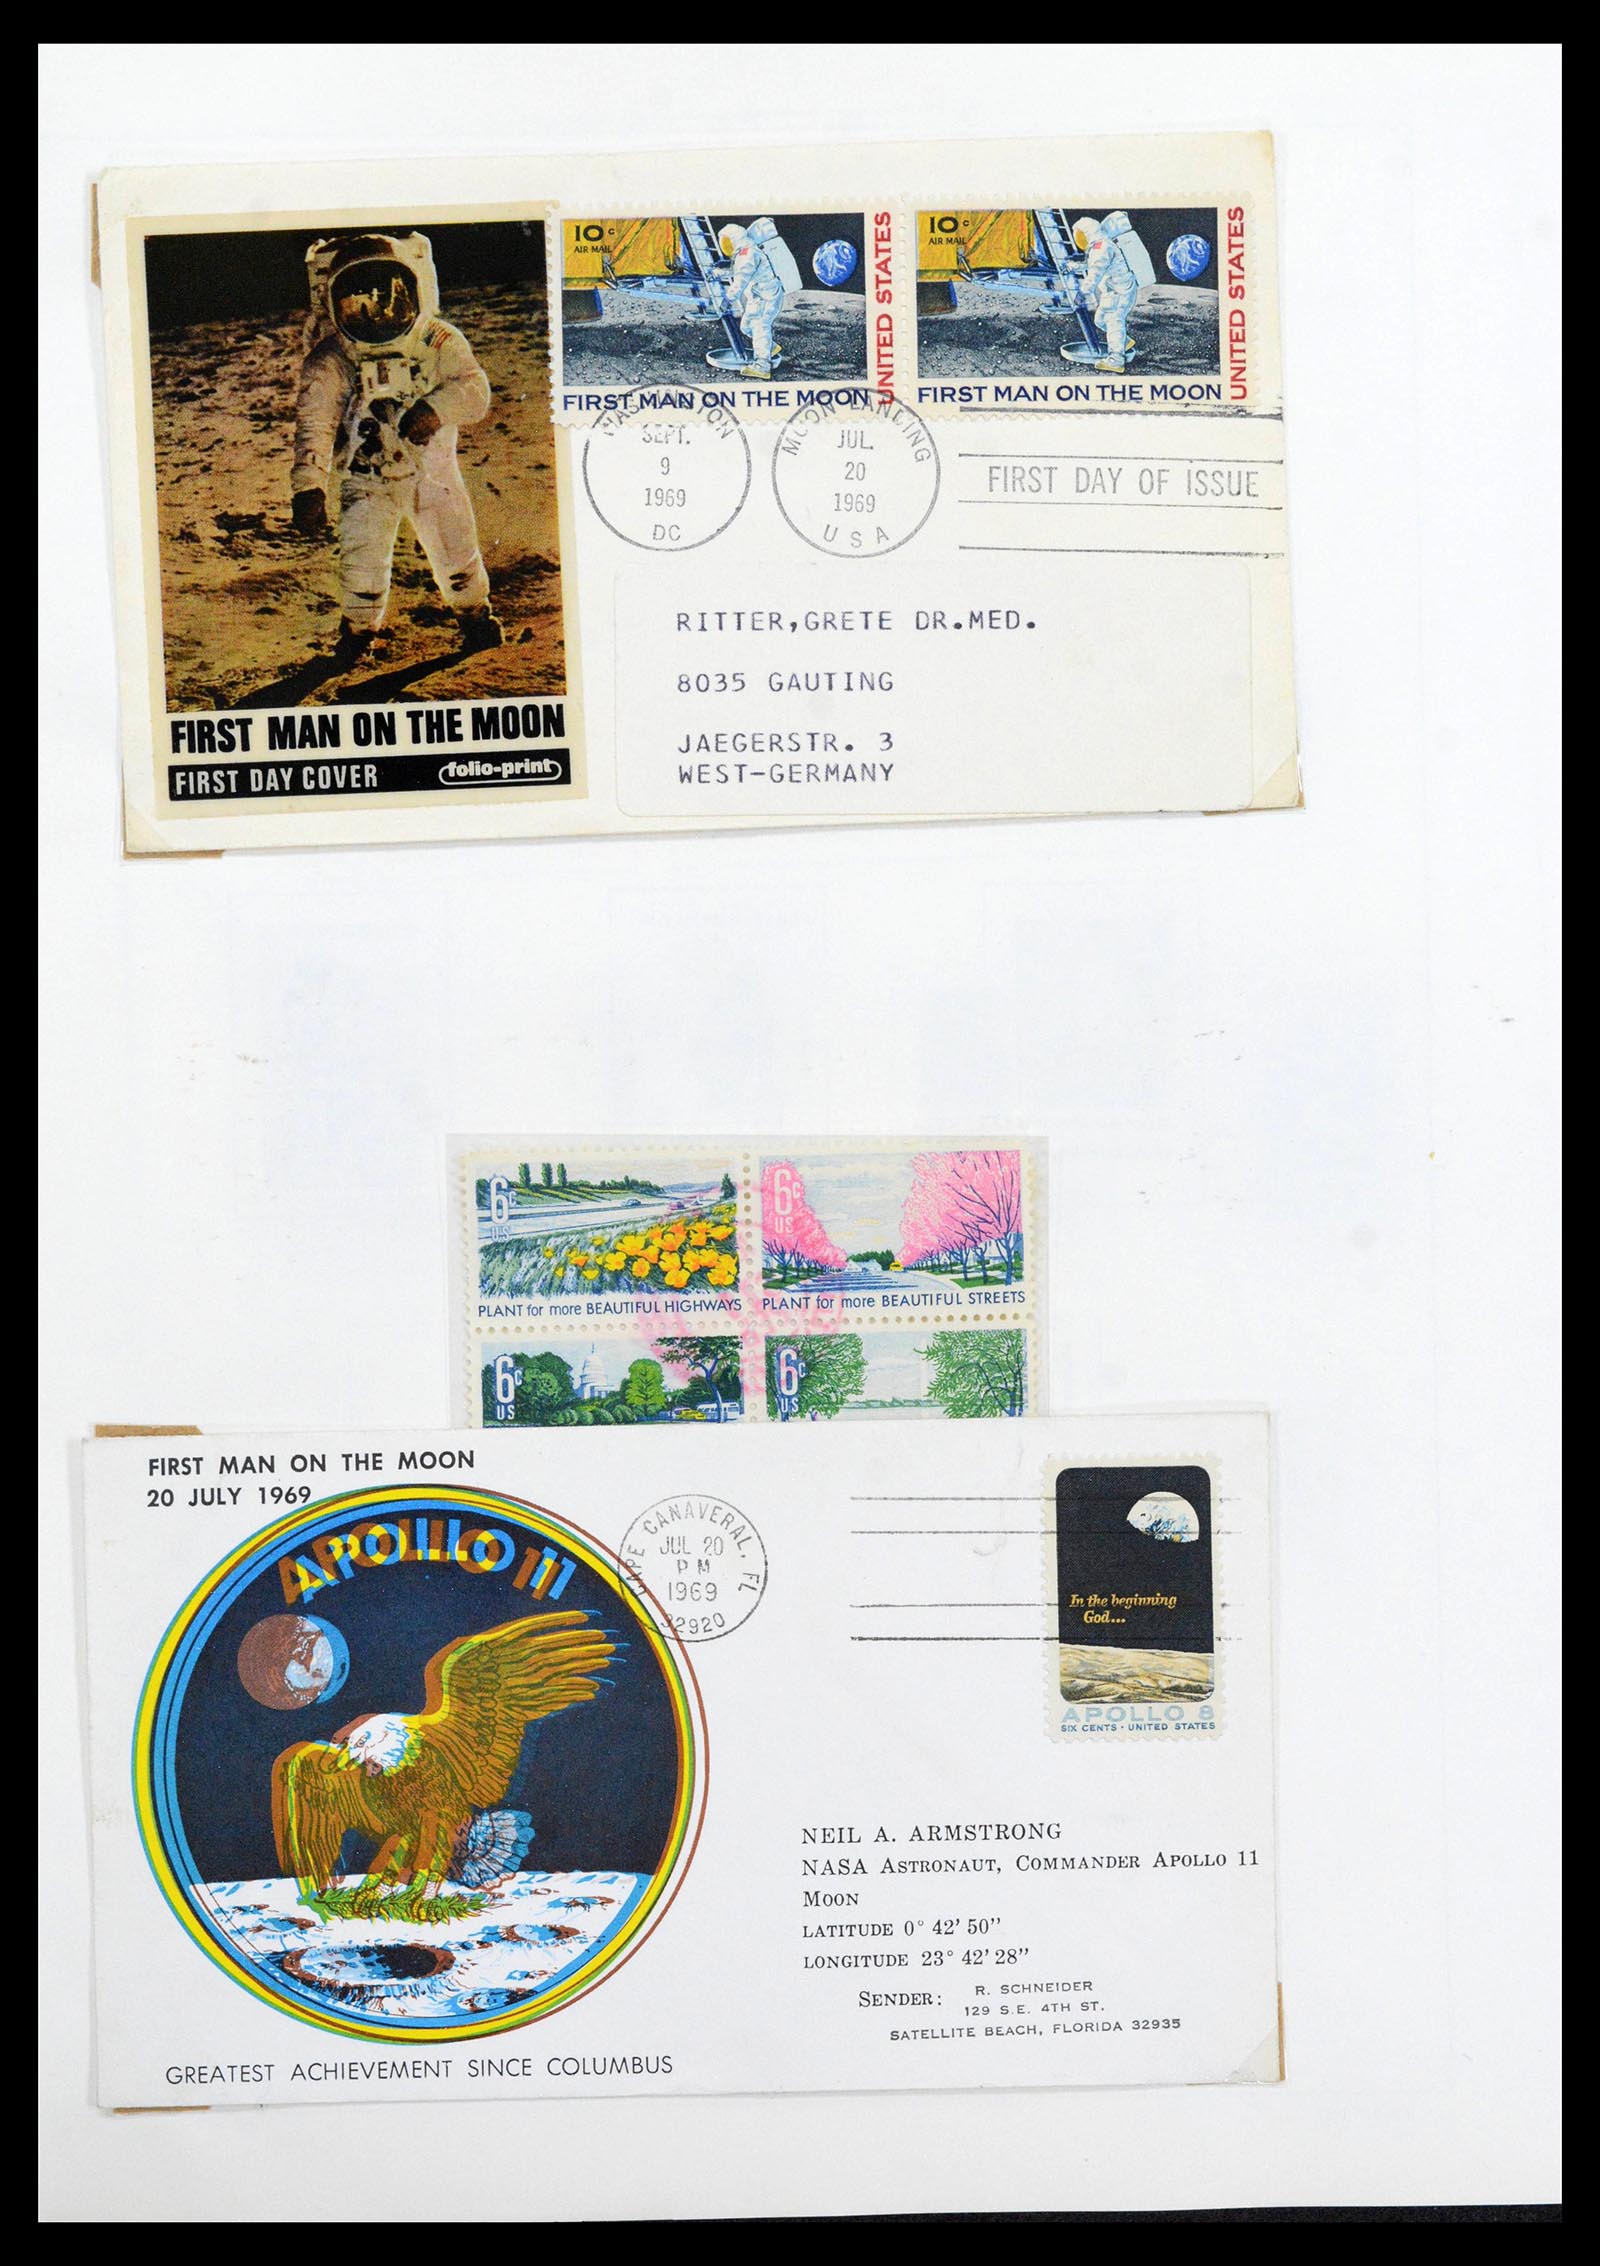 10c
AIR MAIL
UNITED STATES
FIRST MAN ON THE MOON
10c
AIR MAIL
UNITED STATES
FIRST MAN ON THE MOON
WASHINGTON
SEPT.
9
1969
DC
MOON LANDING
JUL.
20
1969
USA
FIRST DAY OF ISSUE
FIRST MAN ON THE MOON
FIRST DAY COVER
folio-print
RITTER,GRETE DR.MED.
8035 GAUTING
JAEGERSTR. 3
WEST-GERMANY
6c
US
PLANT for more BEAUTIFUL HIGHWAYS
6c
US
PLANT for more BEAUTIFUL STREETS
6c
US
6c
US
FIRST MAN ON THE MOON
20 JULY 1969
APOLLO 11
CAPE CANAVERAL, FL
JUL 20
PM
1969
32920
In the beginning
God...
APOLLO 8
SIX CENTS · UNITED STATES
NEIL A. ARMSTRONG
NASA ASTRONAUT, COMMANDER APOLLO 11
MOON
LATITUDE 0° 42' 50"
LONGITUDE 23° 42' 28"
SENDER: R. SCHNEIDER
129 S.E. 4TH ST.
SATELLITE BEACH, FLORIDA 32935
GREATEST ACHIEVEMENT SINCE COLUMBUS